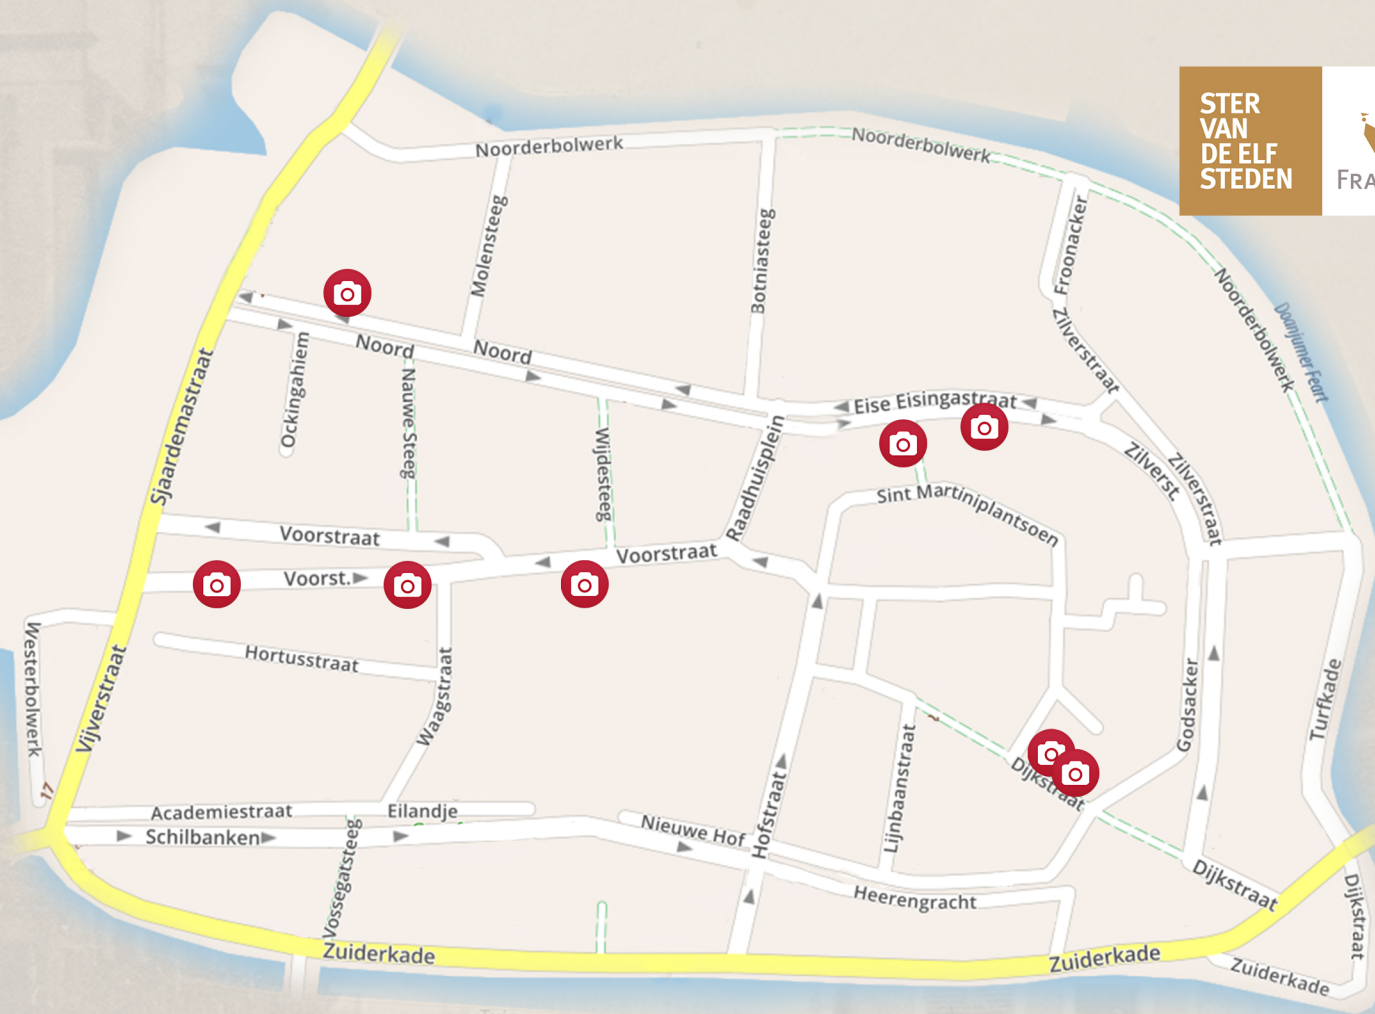 STER
VAN
DE ELF
STEDEN
FRA
Noorderbolwerk
Noorderbolwerk
Noorderbolwerk
Doanjumer Feart
Molensteeg
Botniasteeg
Froonacker
Zilverstraat
Noord
Noord
Ockingahiem
Nauwe Steeg
Wijdesteeg
Raadhuisplein
Eise Eisingastraat
Zilverst.
Zilverstraat
Sjaardemastraat
Sint Martiniplantsoen
Voorstraat
Voorstraat
Voorst.
Hortusstraat
Waagstraat
Westerbolwerk
Vijverstraat
17
Godsacker
Turfkade
Dijkstraat
Lijnbaanstraat
Hofstraat
Academiestraat
Eilandje
Schilbanken
Nieuwe Hof
Vossegatsteeg
Heerengracht
Dijkstraat
Dijkstraat
Zuiderkade
Zuiderkade
Zuiderkade